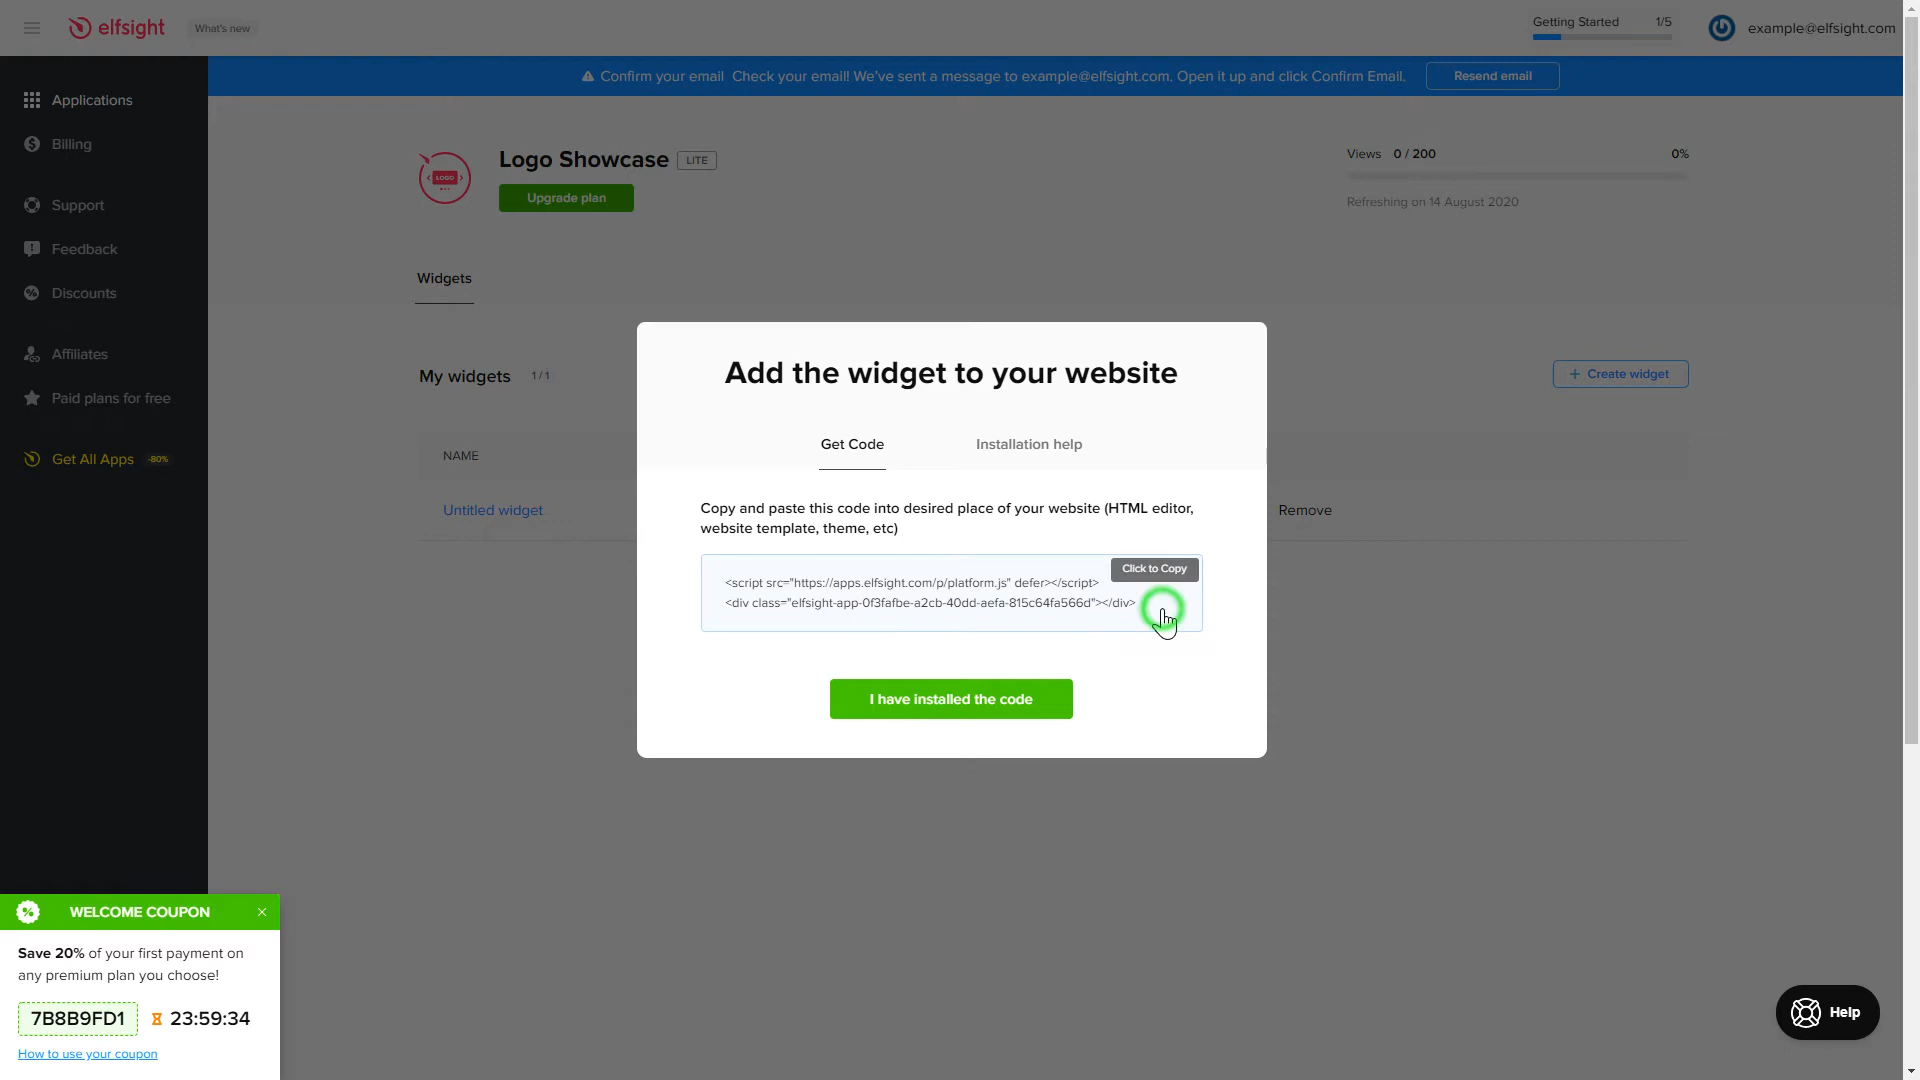 elfsight
What's new
Getting Started 1/5
example@elfsight.com
Confirm your email Check your email! We've sent a message to example@elfsight.com. Open it up and click Confirm Email.
Resend email
Applications
Billing
Support
Feedback
Discounts
Affiliates
Paid plans for free
Get All Apps -80%
LOGO
Logo Showcase LITE
Upgrade plan
Views 0 / 200 0%
Refreshing on 14 August 2020
Widgets
My widgets 1/1
+ Create widget
NAME
Untitled widget
Remove
Add the widget to your website
Get Code Installation help
Copy and paste this code into desired place of your website (HTML editor,
website template, theme, etc)
Click to Copy
<script src="https://apps.elfsight.com/p/platform.js" defer></script>
<div class="elfsight-app-0f3fafbe-a2cb-40dd-aefa-815c64fa566d"></div>
I have installed the code
WELCOME COUPON
Save 20% of your first payment on
any premium plan you choose!
7B8B9FD1 23:59:34
How to use your coupon
Help